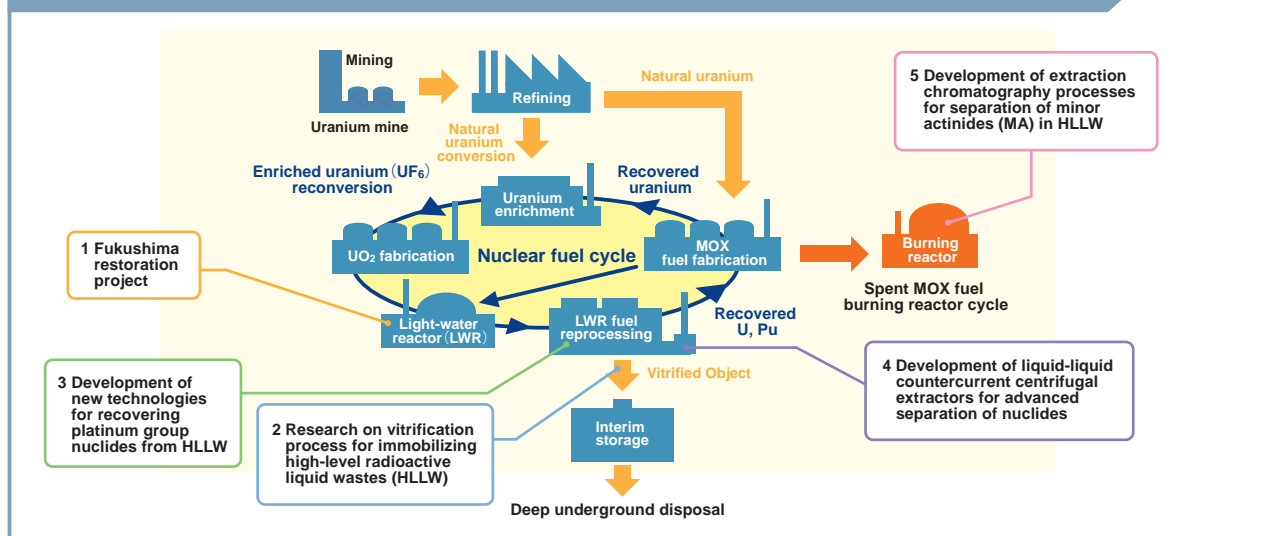 Mining
Uranium mine
Refining
Natural uranium
Natural
uranium
conversion
Enriched uranium（UF₆）
reconversion
Uranium
enrichment
Recovered
uranium
UO₂ fabrication
Nuclear fuel cycle
MOX
fuel fabrication
Burning
reactor
Spent MOX fuel
burning reactor cycle
Light-water
reactor（LWR）
LWR fuel
reprocessing
Recovered
U, Pu
Vitrified Object
Interim
storage
Deep underground disposal
1 Fukushima
restoration
project
3 Development of
new technologies
for recovering
platinum group
nuclides from HLLW
2 Research on vitrification
process for immobilizing
high-level radioactive
liquid wastes (HLLW)
4 Development of liquid-liquid
countercurrent centrifugal
extractors for advanced
separation of nuclides
5 Development of extraction
chromatography processes
for separation of minor
actinides (MA) in HLLW